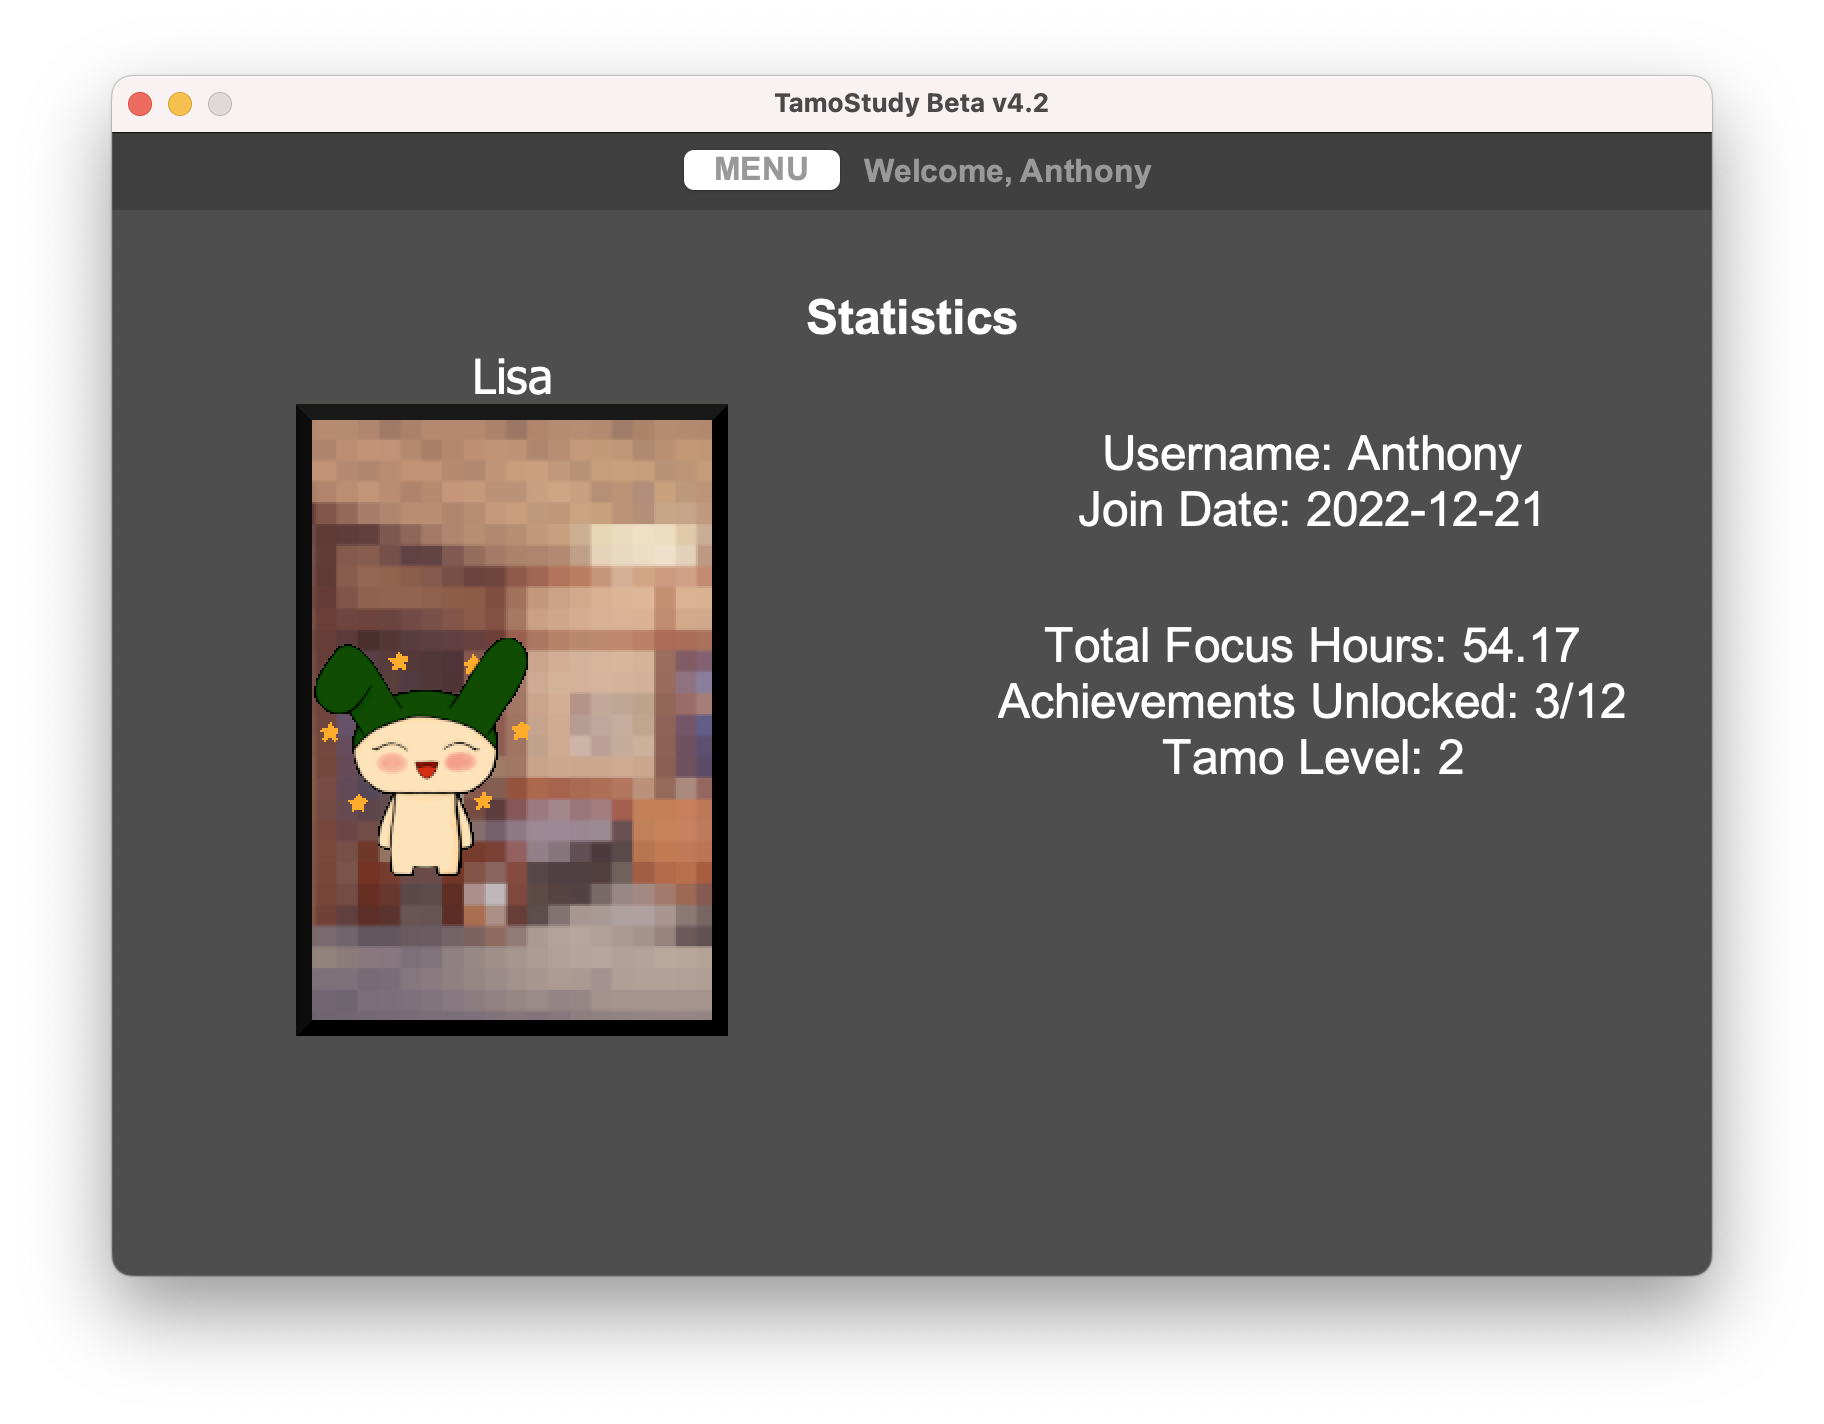 TamoStudy Beta v4.2
MENU
Welcome, Anthony
Statistics
Lisa
Username: Anthony
Join Date: 2022-12-21
Total Focus Hours: 54.17
Achievements Unlocked: 3/12
Tamo Level: 2